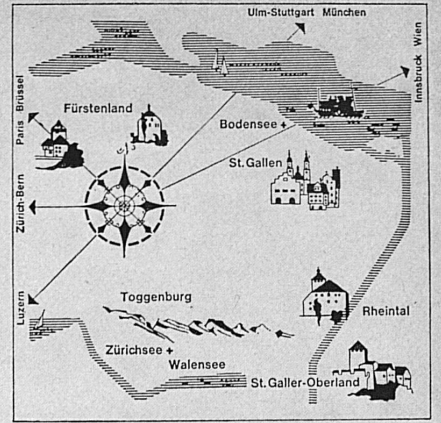 Ulm-Stuttgart München
Innsbruck Wien
Paris Brüssel
Fürstenland
Bodensee +
St. Gallen
Zürich-Bern
Luzern
Toggenburg
Rheintal
Zürichsee +
Walensee
St. Galler-Oberland